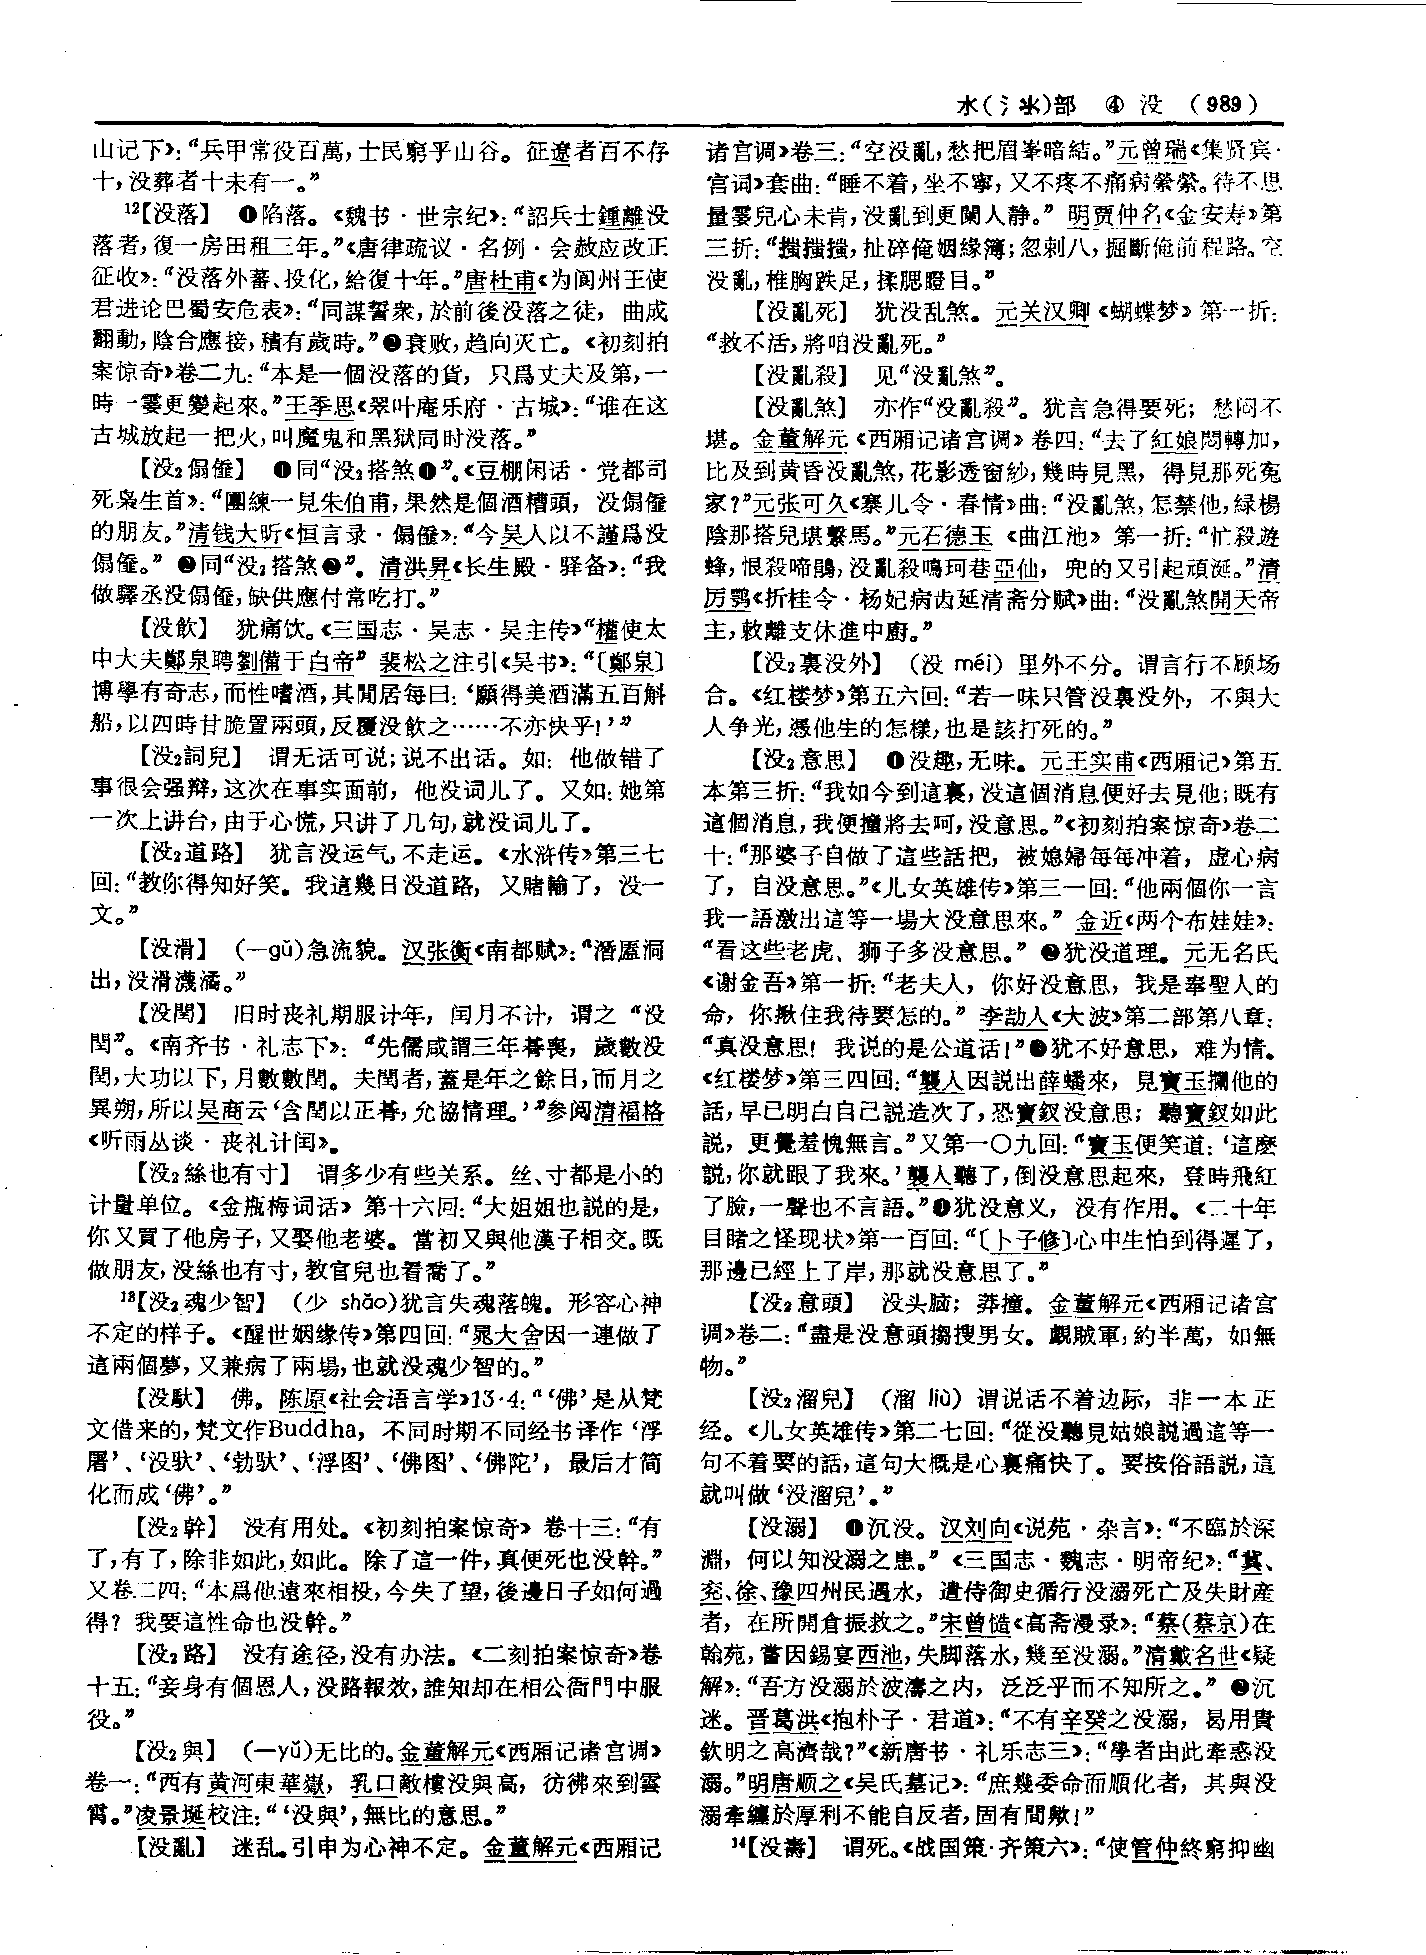 水(氵氺)部 ④ 没 (989)
山记下》：“兵甲常役百萬，士民窮乎山谷。征遼者百不存
十，没葬者十未有一。”
12【没落】 ❶陷落。《魏书·世宗纪》：“詔兵士鍾離没
落者，復一房田租三年。”《唐律疏议·名例·会赦应改正
征收》：“没落外蕃、投化，給復十年。”唐杜甫《为阆州王使
君进论巴蜀安危表》：“同謀誓衆，於前後没落之徒，曲成
翻動，陰合應接，積有歲時。”❷衰败，趋向灭亡。《初刻拍
案惊奇》卷二九：“本是一個没落的貨，只爲丈夫及第，一
時一霎更變起來。”王季思《翠叶庵乐府·古城》：“谁在这
古城放起一把火，叫魔鬼和黑狱同时没落。”
【没₂傝㒎】 ❶同“没₂搭煞❶”。《豆棚闲话·党都司
死枭生首》：“團練一見朱伯甫，果然是個酒糟頭，没傝㒎
的朋友。”清钱大昕《恒言录·傝㒎》：“今吴人以不謹爲没
傝㒎。” ❷同“没₂搭煞❷”。清洪昇《长生殿·驿备》：“我
做驛丞没傝㒎，缺供應付常吃打。”
【没飲】 犹痛饮。《三国志·吴志·吴主传》“權使太
中大夫鄭泉聘劉備于白帝” 裴松之注引《吴书》：“〔鄭泉〕
博學有奇志，而性嗜酒，其閒居每曰：‘願得美酒滿五百斛
船，以四時甘脆置兩頭，反覆没飲之……不亦快乎！’”
【没₂詞兒】 谓无话可说；说不出话。如：他做错了
事很会强辩，这次在事实面前，他没词儿了。又如：她第
一次上讲台，由于心慌，只讲了几句，就没词儿了。
【没₂道路】 犹言没运气，不走运。《水浒传》第三七
回：“教你得知好笑。我這幾日没道路，又賭輸了，没一
文。”
【没滑】 (—gǔ)急流貌。汉张衡《南都赋》：“潛厬洞
出，没滑瀎潏。”
【没閏】 旧时丧礼期服计年，闰月不计，谓之“没
閏”。《南齐书·礼志下》：“先儒咸謂三年朞喪，歲數没
閏，大功以下，月數數閏。夫閏者，蓋是年之餘日，而月之
異朔，所以吴商云‘含閏以正朞，允協情理。’”参阅清福格
《听雨丛谈·丧礼计闰》。
【没₂絲也有寸】 谓多少有些关系。丝、寸都是小的
计量单位。《金瓶梅词话》第十六回：“大姐姐也説的是，
你又買了他房子，又娶他老婆。當初又與他漢子相交。既
做朋友，没絲也有寸，教官兒也看喬了。”
13【没₂魂少智】 (少 shǎo)犹言失魂落魄。形容心神
不定的样子。《醒世姻缘传》第四回：“晁大舍因一連做了
這兩個夢，又兼病了兩場，也就没魂少智的。”
【没馱】 佛。陈原《社会语言学》13·4：“‘佛’是从梵
文借来的，梵文作Buddha，不同时期不同经书译作‘浮
屠’、‘没驮’、‘勃驮’、‘浮图’、‘佛图’、‘佛陀’，最后才简
化而成‘佛’。”
【没₂幹】 没有用处。《初刻拍案惊奇》卷十三：“有
了，有了，除非如此，如此。除了這一件，真便死也没幹。”
又卷二四：“本爲他遠來相投，今失了望，後邊日子如何過
得？我要這性命也没幹。”
【没₂路】 没有途径，没有办法。《二刻拍案惊奇》卷
十五：“妾身有個恩人，没路報效，誰知却在相公衙門中服
役。”
【没₂與】 (—yǔ)无比的。金董解元《西厢记诸宫调》
卷一：“西有黄河東華嶽，乳口敵樓没與高，彷彿來到雲
霄。”凌景埏校注：“‘没與’，無比的意思。”
【没亂】 迷乱。引申为心神不定。金董解元《西厢记
诸宫调》卷三：“空没亂，愁把眉峯暗結。”元曾瑞《集贤宾·
宫词》套曲：“睡不着，坐不寧，又不疼不痛病縈縈。待不思
量霎兒心未肯，没亂到更闌人静。” 明贾仲名《金安寿》第
三折：“搊搊搊，扯碎俺姻緣簿；忽剌八，掘斷俺前程路。空
没亂，椎胸跌足，揉腮瞪目。”
【没亂死】 犹没乱煞。元关汉卿《蝴蝶梦》第一折：
“救不活，將咱没亂死。”
【没亂殺】 见“没亂煞”。
【没亂煞】 亦作“没亂殺”。犹言急得要死；愁闷不
堪。金董解元《西厢记诸宫调》卷四：“去了紅娘悶轉加，
比及到黄昏没亂煞，花影透窗紗，幾時見黑，得見那死冤
家？”元张可久《寨儿令·春情》曲：“没亂煞，怎禁他，緑楊
陰那搭兒堪繫馬。”元石德玉《曲江池》第一折：“忙殺遊
蜂，恨殺啼鵑，没亂殺鳴珂巷亞仙，兜的又引起頑涎。”清
厉鹗《折桂令·杨妃病齿延清斋分赋》曲：“没亂煞開天帝
主，敕離支休進中廚。”
【没₂裏没外】 (没 méi) 里外不分。谓言行不顾场
合。《红楼梦》第五六回：“若一味只管没裏没外，不與大
人争光，憑他生的怎樣，也是該打死的。”
【没₂意思】 ❶没趣，无味。元王实甫《西厢记》第五
本第三折：“我如今到這裏，没這個消息便好去見他；既有
這個消息，我便撞將去呵，没意思。”《初刻拍案惊奇》卷二
十：“那婆子自做了這些話把，被媳婦每每冲着，虚心病
了，自没意思。”《儿女英雄传》第三一回：“他兩個你一言
我一語激出這等一場大没意思來。” 金近《两个布娃娃》：
“看这些老虎、狮子多没意思。” ❷犹没道理。元无名氏
《谢金吾》第一折：“老夫人，你好没意思，我是奉聖人的
命，你揪住我待要怎的。” 李劼人《大波》第二部第八章：
“真没意思！我说的是公道话！”❸犹不好意思，难为情。
《红楼梦》第三四回：“襲人因説出薛蟠來，見寶玉攔他的
話，早已明白自己説造次了，恐寶釵没意思；聽寶釵如此
説，更覺羞愧無言。”又第一〇九回：“寶玉便笑道：‘這麽
説，你就跟了我來。’襲人聽了，倒没意思起來，登時飛紅
了臉，一聲也不言語。”❹犹没意义，没有作用。《二十年
目睹之怪现状》第一百回：“〔卜子修〕心中生怕到得遲了，
那邊已經上了岸，那就没意思了。”
【没₂意頭】 没头脑；莽撞。金董解元《西厢记诸宫
调》卷二：“盡是没意頭搊搜男女。覷賊軍，約半萬，如無
物。”
【没₂溜兒】 (溜 liù) 谓说话不着边际，非一本正
经。《儿女英雄传》第二七回：“從没聽見姑娘説過這等一
句不着要的話，這句大概是心裏痛快了。要按俗語説，這
就叫做‘没溜兒’。”
【没溺】 ❶沉没。汉刘向《说苑·杂言》：“不臨於深
淵，何以知没溺之患。”《三国志·魏志·明帝纪》：“冀、
兖、徐、豫四州民遇水，遣侍御史循行没溺死亡及失財産
者，在所開倉振救之。”宋曾慥《高斋漫录》：“蔡(蔡京)在
翰苑，嘗因錫宴西池，失脚落水，幾至没溺。”清戴名世《疑
解》：“吾方没溺於波濤之内，泛泛乎而不知所之。” ❷沉
迷。晋葛洪《抱朴子·君道》：“不有辛癸之没溺，曷用貴
欽明之高濟哉？”《新唐书·礼乐志三》：“學者由此牽惑没
溺。”明唐顺之《吴氏墓记》：“庶幾委命而順化者，其與没
溺牽纏於厚利不能自反者，固有間歟！”
14【没壽】 谓死。《战国策·齐策六》：“使管仲終窮抑幽